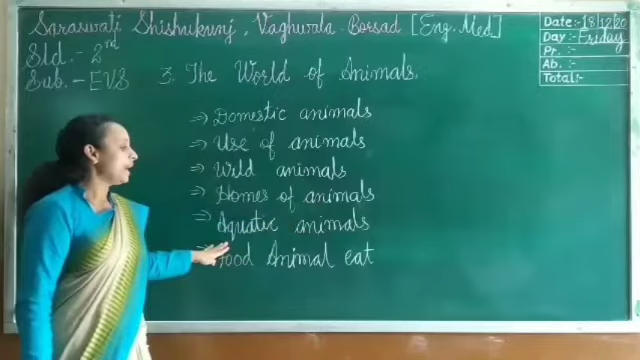 Saraswati Shishukunj, Vaghwala Borsad [Eng. Med]
Std.- 2nd
Sub.- EVS
3. The World of Animals.
⇒ Domestic animals
⇒ Use of animals
⇒ Wild animals
⇒ Homes of animals
⇒ Aquatic animals
⇒ Food Animal eat
Date:- 18/12/20
Day:- Friday
Pr. :-
Ab. :-
Total:-